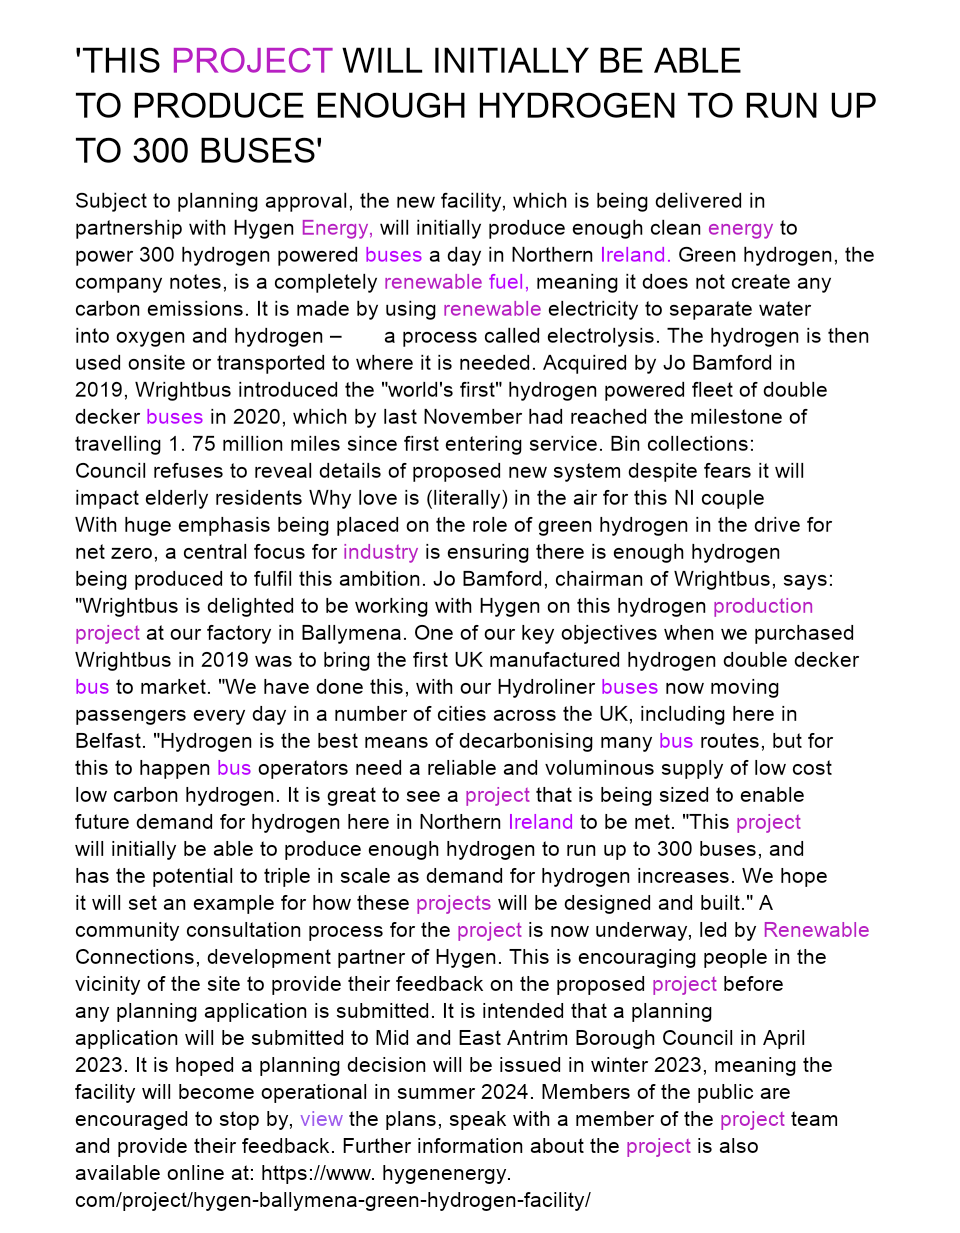 'THIS PROJECT WILL INITIALLY BE ABLE
TO PRODUCE ENOUGH HYDROGEN TO RUN UP
TO 300 BUSES'
Subject to planning approval, the new facility, which is being delivered in
partnership with Hygen Energy, will initially produce enough clean energy to
power 300 hydrogen powered buses a day in Northern Ireland. Green hydrogen, the
company notes, is a completely renewable fuel, meaning it does not create any
carbon emissions. It is made by using renewable electricity to separate water
into oxygen and hydrogen – a process called electrolysis. The hydrogen is then
used onsite or transported to where it is needed. Acquired by Jo Bamford in
2019, Wrightbus introduced the "world's first" hydrogen powered fleet of double
decker buses in 2020, which by last November had reached the milestone of
travelling 1. 75 million miles since first entering service. Bin collections:
Council refuses to reveal details of proposed new system despite fears it will
impact elderly residents Why love is (literally) in the air for this NI couple
With huge emphasis being placed on the role of green hydrogen in the drive for
net zero, a central focus for industry is ensuring there is enough hydrogen
being produced to fulfil this ambition. Jo Bamford, chairman of Wrightbus, says:
"Wrightbus is delighted to be working with Hygen on this hydrogen production
project at our factory in Ballymena. One of our key objectives when we purchased
Wrightbus in 2019 was to bring the first UK manufactured hydrogen double decker
bus to market. "We have done this, with our Hydroliner buses now moving
passengers every day in a number of cities across the UK, including here in
Belfast. "Hydrogen is the best means of decarbonising many bus routes, but for
this to happen bus operators need a reliable and voluminous supply of low cost
low carbon hydrogen. It is great to see a project that is being sized to enable
future demand for hydrogen here in Northern Ireland to be met. "This project
will initially be able to produce enough hydrogen to run up to 300 buses, and
has the potential to triple in scale as demand for hydrogen increases. We hope
it will set an example for how these projects will be designed and built." A
community consultation process for the project is now underway, led by Renewable
Connections, development partner of Hygen. This is encouraging people in the
vicinity of the site to provide their feedback on the proposed project before
any planning application is submitted. It is intended that a planning
application will be submitted to Mid and East Antrim Borough Council in April
2023. It is hoped a planning decision will be issued in winter 2023, meaning the
facility will become operational in summer 2024. Members of the public are
encouraged to stop by, view the plans, speak with a member of the project team
and provide their feedback. Further information about the project is also
available online at: https://www. hygenenergy.
com/project/hygen-ballymena-green-hydrogen-facility/